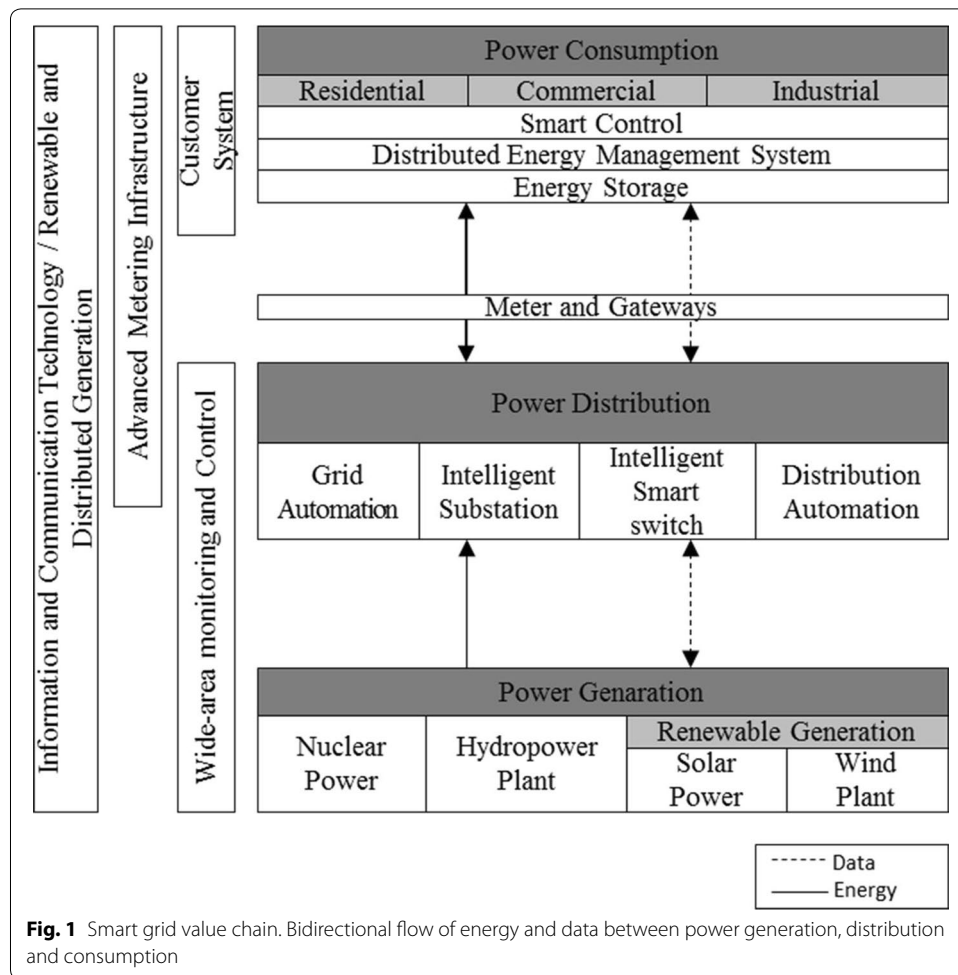 Information and Communication Technology / Renewable and
Distributed Generation
Advanced Metering Infrastructure
Customer
System
Wide-area monitoring and Control
Power Consumption
Residential
Commercial
Industrial
Smart Control
Distributed Energy Management System
Energy Storage
Meter and Gateways
Power Distribution
Grid
Automation
Intelligent
Substation
Intelligent
Smart
switch
Distribution
Automation
Power Genaration
Nuclear
Power
Hydropower
Plant
Renewable Generation
Solar
Power
Wind
Plant
Data
Energy
Fig. 1 Smart grid value chain. Bidirectional flow of energy and data between power generation, distribution
and consumption